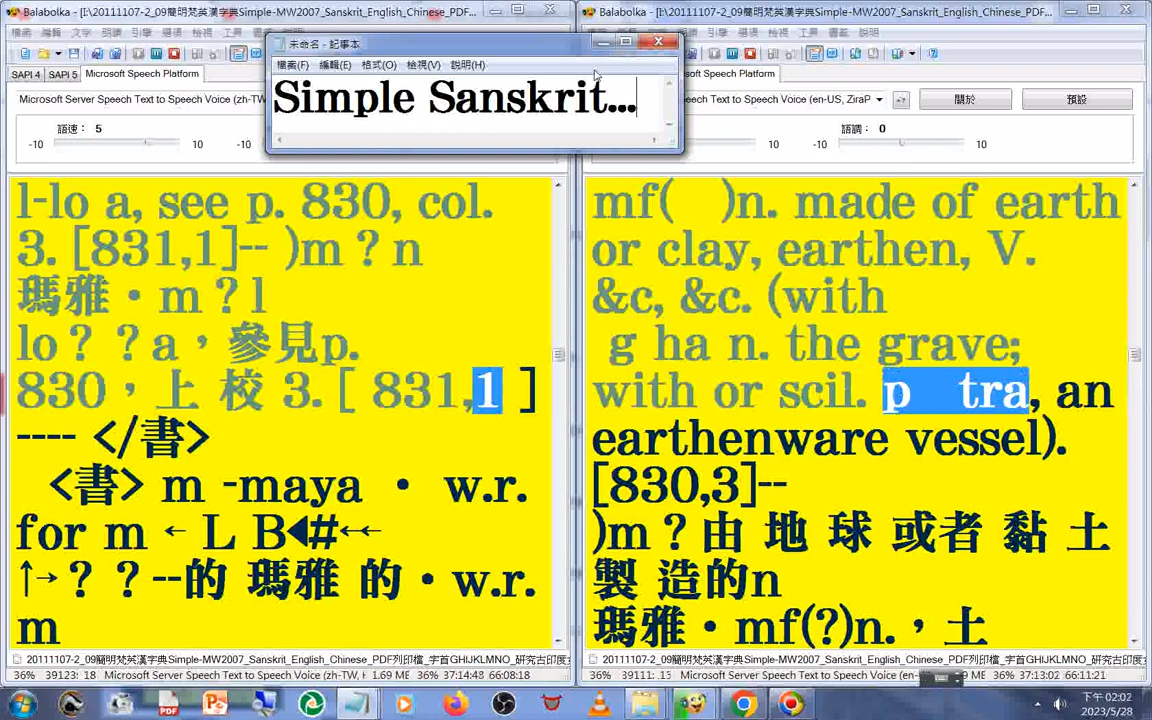 Balabolka - [I:\20111107-2_09簡明梵英漢字典Simple-MW2007_Sanskrit_English_Chinese_PDF...
SAPI 4 SAPI 5 Microsoft Speech Platform
Microsoft Server Speech Text to Speech Voice (zh-TW
語速： 5
-10 10 -10
l-lo a, see p. 830, col.
3. [831,1]-- )m？n
瑪雅・m？l
lo？？a，參見p.
830，上 校 3. [ 831,1 ]
---- </書>
<書> m -maya ・ w.r.
for m ←L B◀#←←
↑→？？--的 瑪雅 的・w.r.
m
20111107-2_09簡明梵英漢字典Simple-MW2007_Sanskrit_English_Chinese_PDF列印檔_字首GHIJKLMNO_研究古印度
36% 39123: 18 Microsoft Server Speech Text to Speech Voice (zh-TW, 1.69 MB 36% 37:14:48 66:08:18
未命名 - 記事本
檔案(F) 編輯(E) 格式(O) 檢視(V) 說明(H)
Simple Sanskrit...
Balabolka - [I:\20111107-2_09簡明梵英漢字典Simple-MW2007_Sanskrit_English_Chinese_PDF...
Speech Platform
ech Text to Speech Voice (en-US, ZiraP
關於
預設
語調： 0
10 -10 10
mf( )n. made of earth
or clay, earthen, V.
&c, &c. (with
g ha n. the grave;
with or scil. p tra, an
earthenware vessel).
[830,3]--
)m？由 地 球 或者 黏 土
製 造的n
瑪雅・mf(?)n.，土
20111107-2_09簡明梵英漢字典Simple-MW2007_Sanskrit_English_Chinese_PDF列印檔_字首GHIJKLMNO_研究古印度
36% 39111: Microsoft Server Speech Text to Speech Voice 36% 37:13:02 66:11:21
下午 02:02
2023/5/28